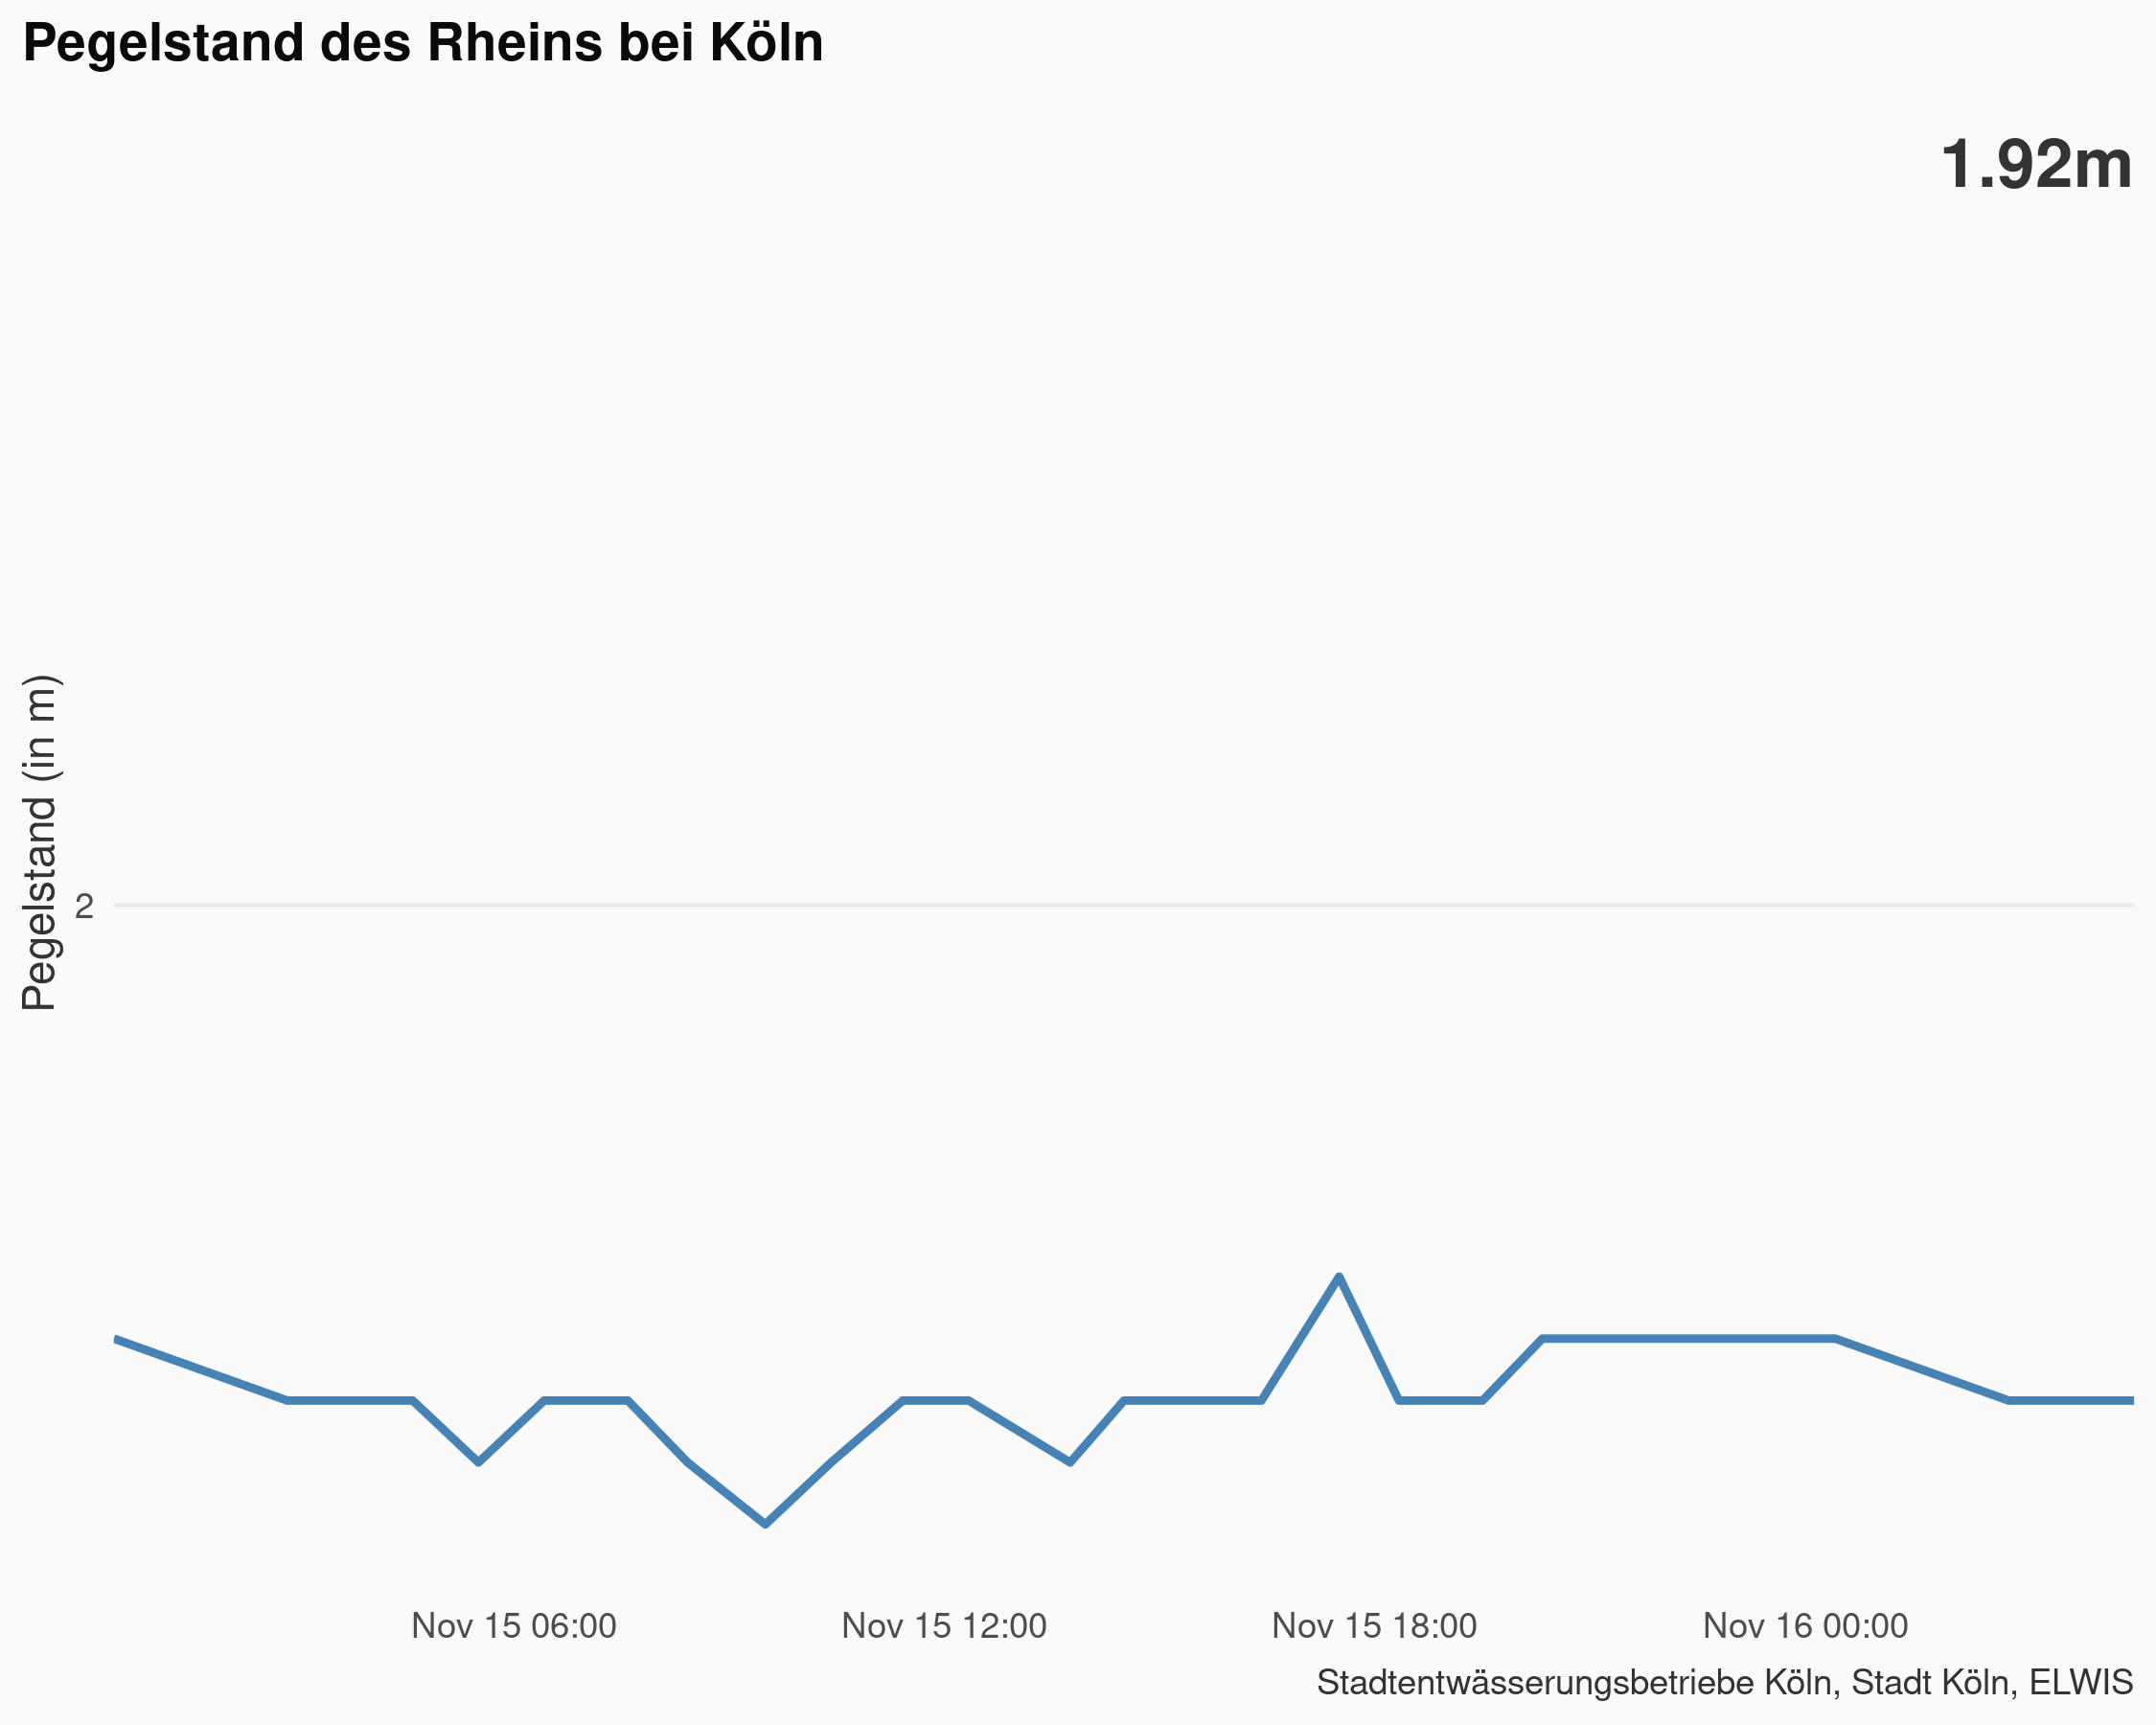 Pegelstand des Rheins bei Köln
1.92m
Pegelstand (in m)
2
Nov 15 06:00
Nov 15 12:00
Nov 15 18:00
Nov 16 00:00
Stadtentwässerungsbetriebe Köln, Stadt Köln, ELWIS